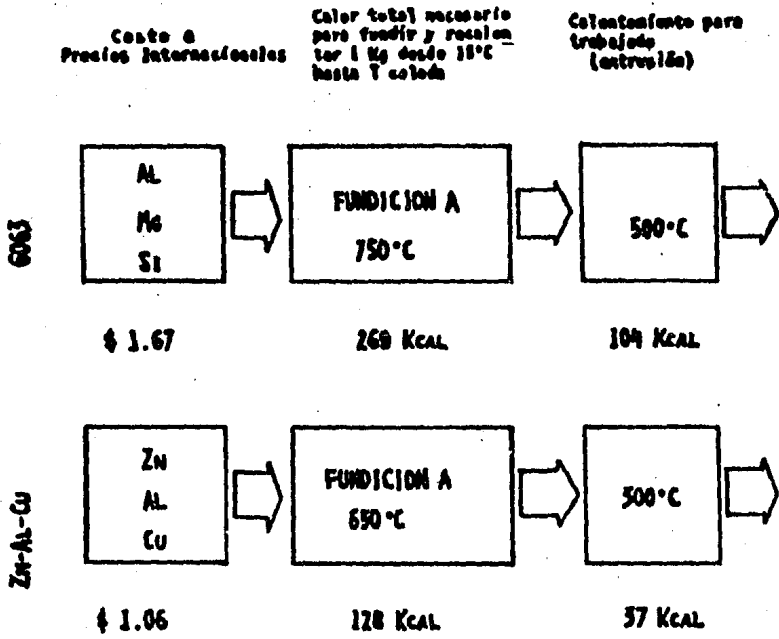 Costo a
Precios Internacionales
Calor total necesario
para fundir y recalen
tar 1 Kg desde 15°C
hasta T colada
Calentamiento para
trabajado
(extrusión)
6063
AL
MG
SI
FUNDICION A
750°C
500°C
$ 1.67
269 KCAL
104 KCAL
ZN-AL-CU
ZN
AL
CU
FUNDICION A
650°C
300°C
$ 1.06
128 KCAL
37 KCAL